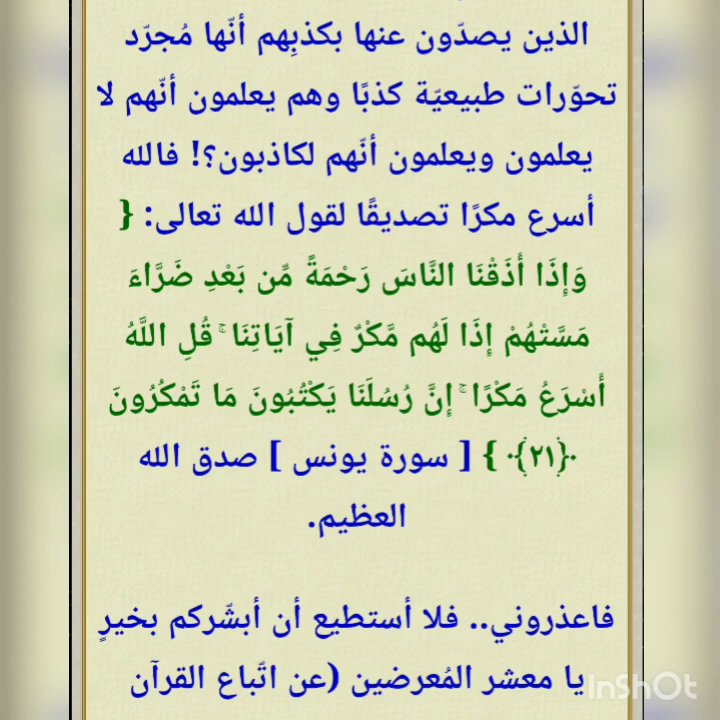 الذين يصدّون عنها بكذبِهم أنّها مُجرّد
تحوّرات طبيعيّة كذبًا وهم يعلمون أنّهم لا
يعلمون ويعلمون أنّهم لكاذبون؟! فالله
أسرع مكرًا تصديقًا لقول الله تعالى: {
وَإِذَا أَذَقْنَا النَّاسَ رَحْمَةً مِّن بَعْدِ ضَرَّاءَ
مَسَّتْهُمْ إِذَا لَهُم مَّكْرٌ فِي آيَاتِنَا ۚ قُلِ اللَّهُ
أَسْرَعُ مَكْرًا ۚ إِنَّ رُسُلَنَا يَكْتُبُونَ مَا تَمْكُرُونَ
﴿٢١﴾ } [ سورة يونس ] صدق الله
العظيم.
فاعذروني.. فلا أستطيع أن أبشّركم بخيرٍ
يا معشر المُعرضين (عن اتّباع القرآن
InShOt